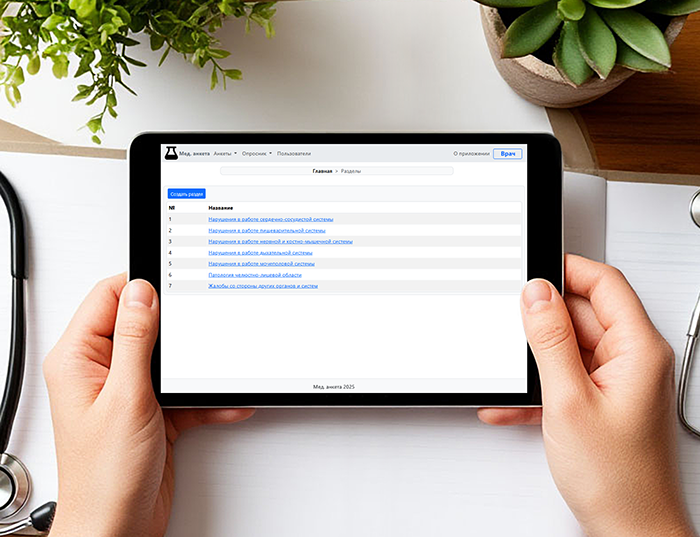 Мед. анкета Анкеты Опросник Пользователи О приложении Врач
Главная > Разделы
Создать раздел
№ Название
1 Нарушения в работе сердечно-сосудистой системы
2 Нарушения в работе пищеварительной системы
3 Нарушения в работе нервной и костно-мышечной системы
4 Нарушения в работе дыхательной системы
5 Нарушения в работе мочеполовой системы
6 Патология челюстно-лицевой области
7 Жалобы со стороны других органов и систем
Мед. анкета 2025